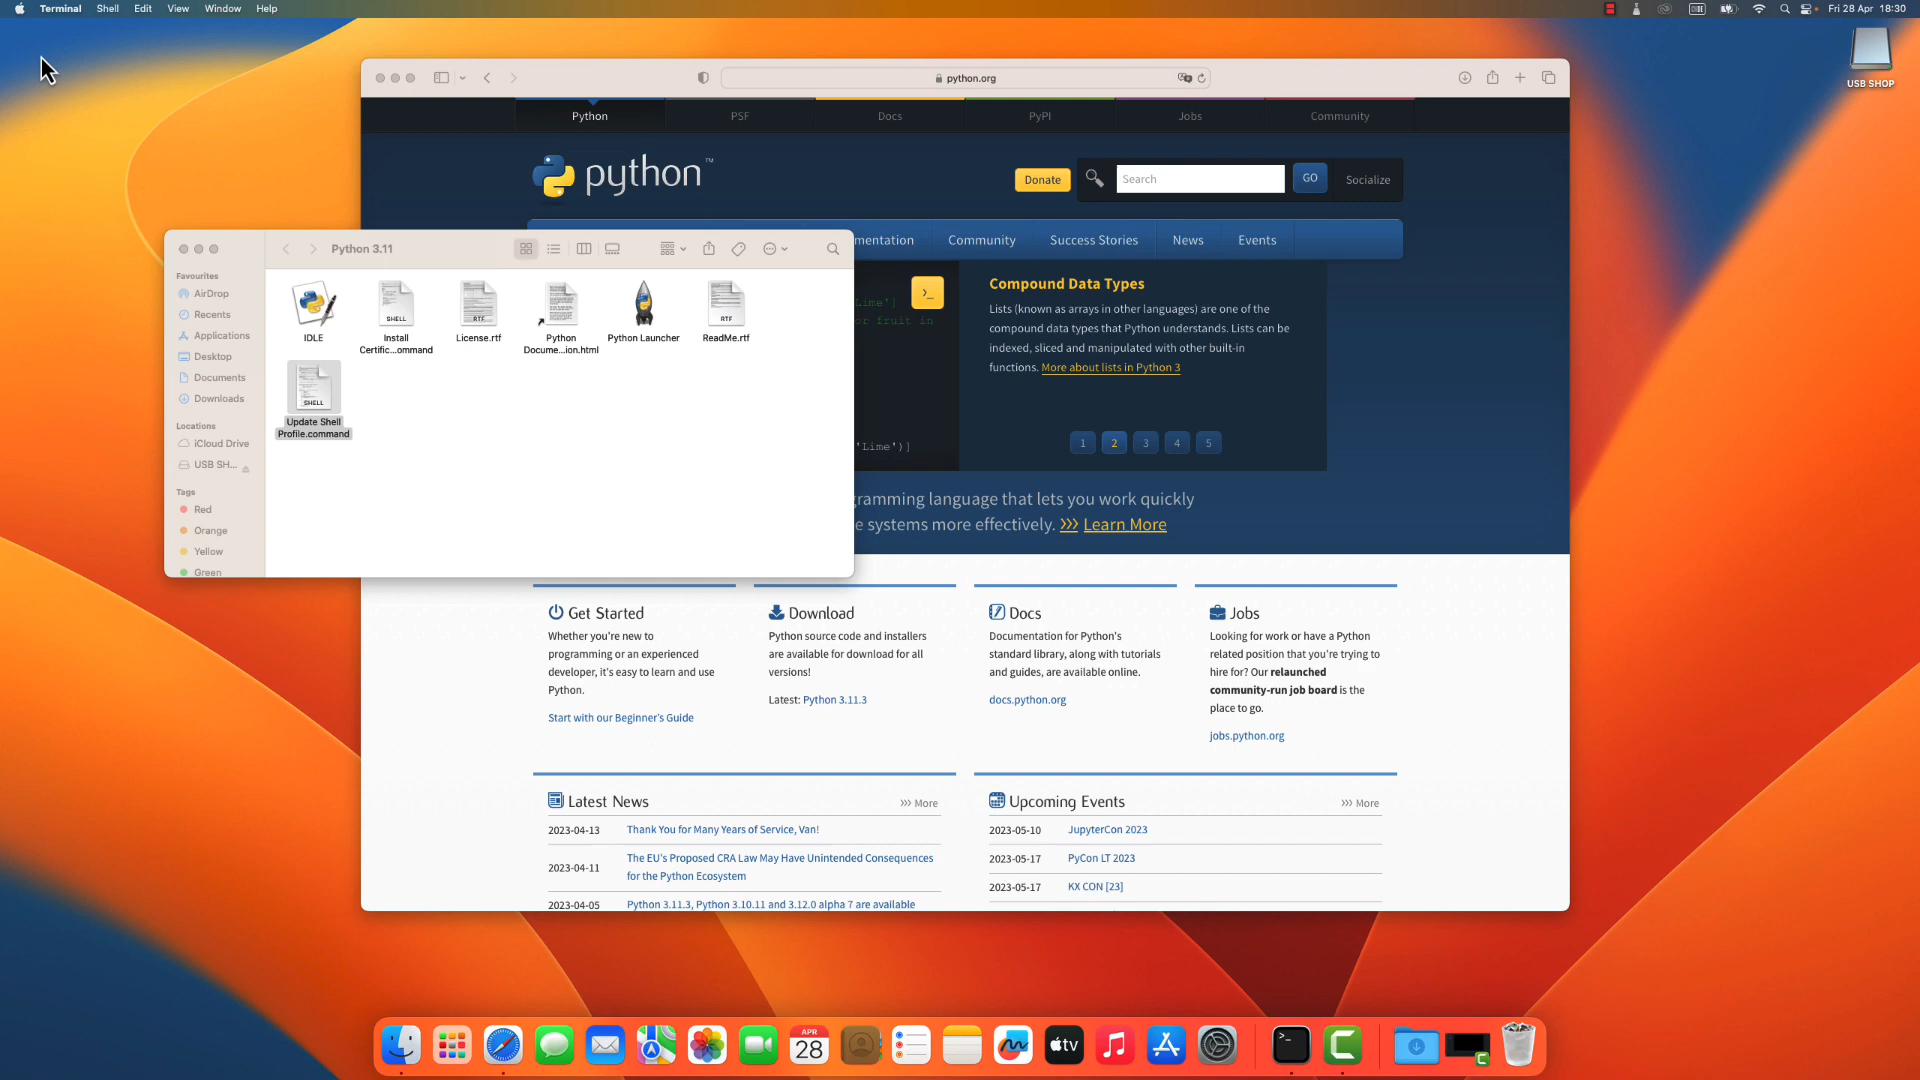 Terminal Shell Edit View Window Help
Fri 28 Apr 18:30
USB SHOP
python.org
Python PSF Docs PyPI Jobs Community
python™
Donate
Search
GO
Socialize
mentation Community Success Stories News Events
Python 3.11
Favourites
AirDrop
Recents
Applications
Desktop
Documents
Downloads
Locations
iCloud Drive
USB SH...
Tags
Red
Orange
Yellow
Green
IDLE
SHELL
Install
Certific...ommand
RTF
License.rtf
Python
Docume...ion.html
Python Launcher
RTF
ReadMe.rtf
SHELL
Update Shell
Profile.command
>_
Lime']
or fruit in
'Lime')]
Compound Data Types
Lists (known as arrays in other languages) are one of the
compound data types that Python understands. Lists can be
indexed, sliced and manipulated with other built-in
functions. More about lists in Python 3
1 2 3 4 5
gramming language that lets you work quickly
e systems more effectively. >>> Learn More
Get Started
Whether you're new to
programming or an experienced
developer, it's easy to learn and use
Python.
Start with our Beginner's Guide
Download
Python source code and installers
are available for download for all
versions!
Latest: Python 3.11.3
Docs
Documentation for Python's
standard library, along with tutorials
and guides, are available online.
docs.python.org
Jobs
Looking for work or have a Python
related position that you're trying to
hire for? Our relaunched
community-run job board is the
place to go.
jobs.python.org
Latest News
>>> More
2023-04-13 Thank You for Many Years of Service, Van!
2023-04-11 The EU's Proposed CRA Law May Have Unintended Consequences
for the Python Ecosystem
2023-04-05 Python 3.11.3, Python 3.10.11 and 3.12.0 alpha 7 are available
Upcoming Events
>>> More
2023-05-10 JupyterCon 2023
2023-05-17 PyCon LT 2023
2023-05-17 KX CON [23]
APR
28
tv
>_